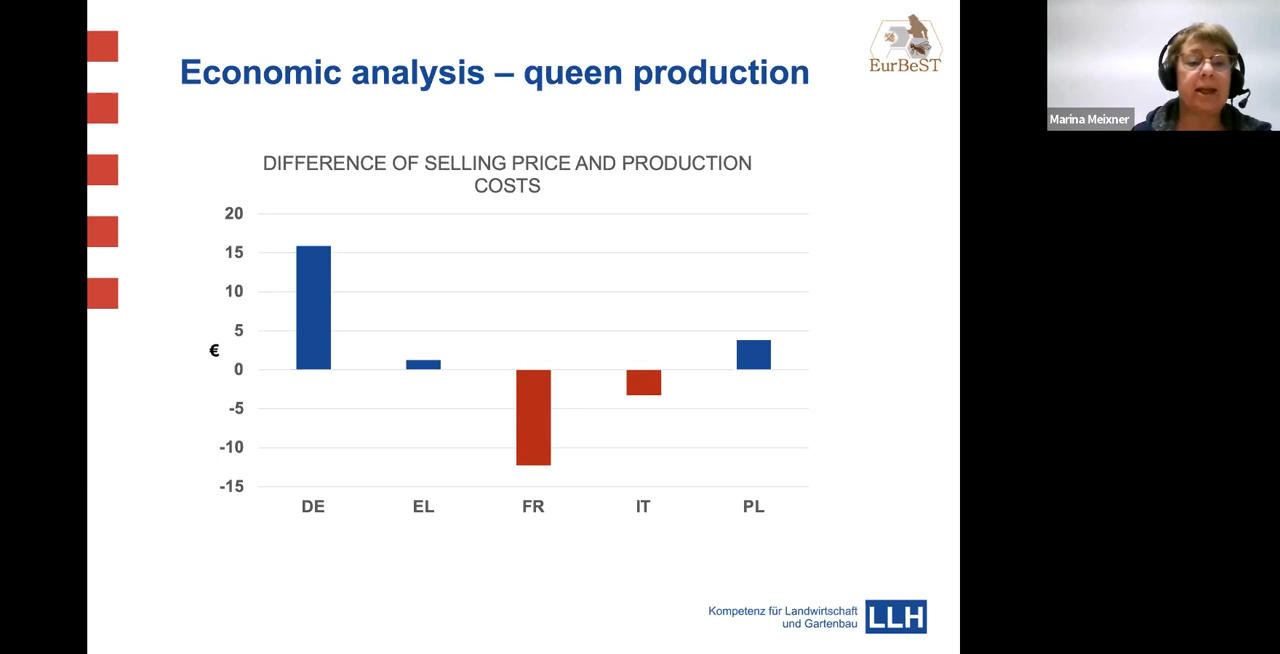 Economic analysis – queen production
EurBeST
Marina Meixner
DIFFERENCE OF SELLING PRICE AND PRODUCTION
COSTS
20
15
10
5
€
0
-5
-10
-15
DE EL FR IT PL
Kompetenz für Landwirtschaft
und Gartenbau
LLH